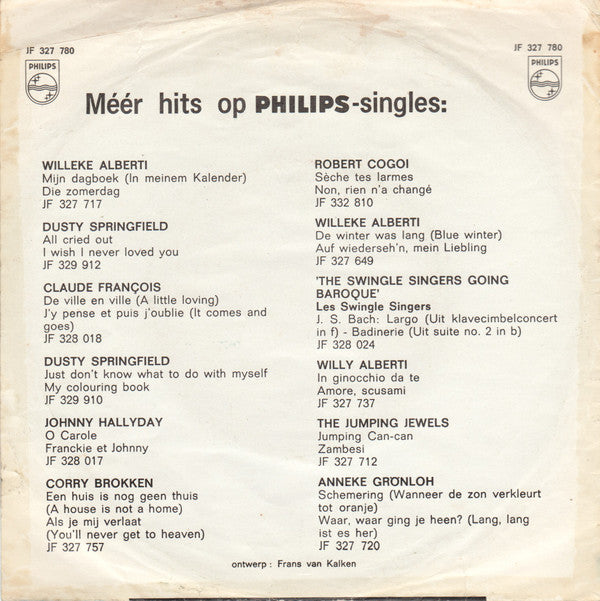 JF 327 780
JF 327 780
PHILIPS
PHILIPS
Méér hits op PHILIPS-singles:
WILLEKE ALBERTI
Mijn dagboek (In meinem Kalender)
Die zomerdag
JF 327 717
DUSTY SPRINGFIELD
All cried out
I wish I never loved you
JF 329 912
CLAUDE FRANÇOIS
De ville en ville (A little loving)
J'y pense et puis j'oublie (It comes and
goes)
JF 328 018
DUSTY SPRINGFIELD
Just don't know what to do with myself
My colouring book
JF 329 910
JOHNNY HALLYDAY
O Carole
Franckie et Johnny
JF 328 017
CORRY BROKKEN
Een huis is nog geen thuis
(A house is not a home)
Als je mij verlaat
(You'll never get to heaven)
JF 327 757
ROBERT COGOI
Sèche tes larmes
Non, rien n'a changé
JF 332 810
WILLEKE ALBERTI
De winter was lang (Blue winter)
Auf wiederseh'n, mein Liebling
JF 327 649
'THE SWINGLE SINGERS GOING
BAROQUE'
Les Swingle Singers
J. S. Bach: Largo (Uit klavecimbelconcert
in f) - Badinerie (Uit suite no. 2 in b)
JF 328 024
WILLY ALBERTI
In ginocchio da te
Amore, scusami
JF 327 737
THE JUMPING JEWELS
Jumping Can-can
Zambesi
JF 327 712
ANNEKE GRÖNLOH
Schemering (Wanneer de zon verkleurt
tot oranje)
Waar, waar ging je heen? (Lang, lang
ist es her)
JF 327 720
ontwerp : Frans van Kalken